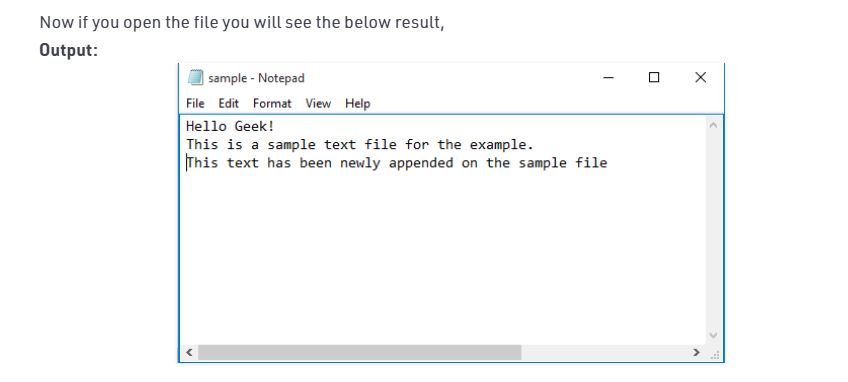 Now if you open the file you will see the below result,
Output:
sample - Notepad
File Edit Format View Help
Hello Geek!
This is a sample text file for the example.
This text has been newly appended on the sample file